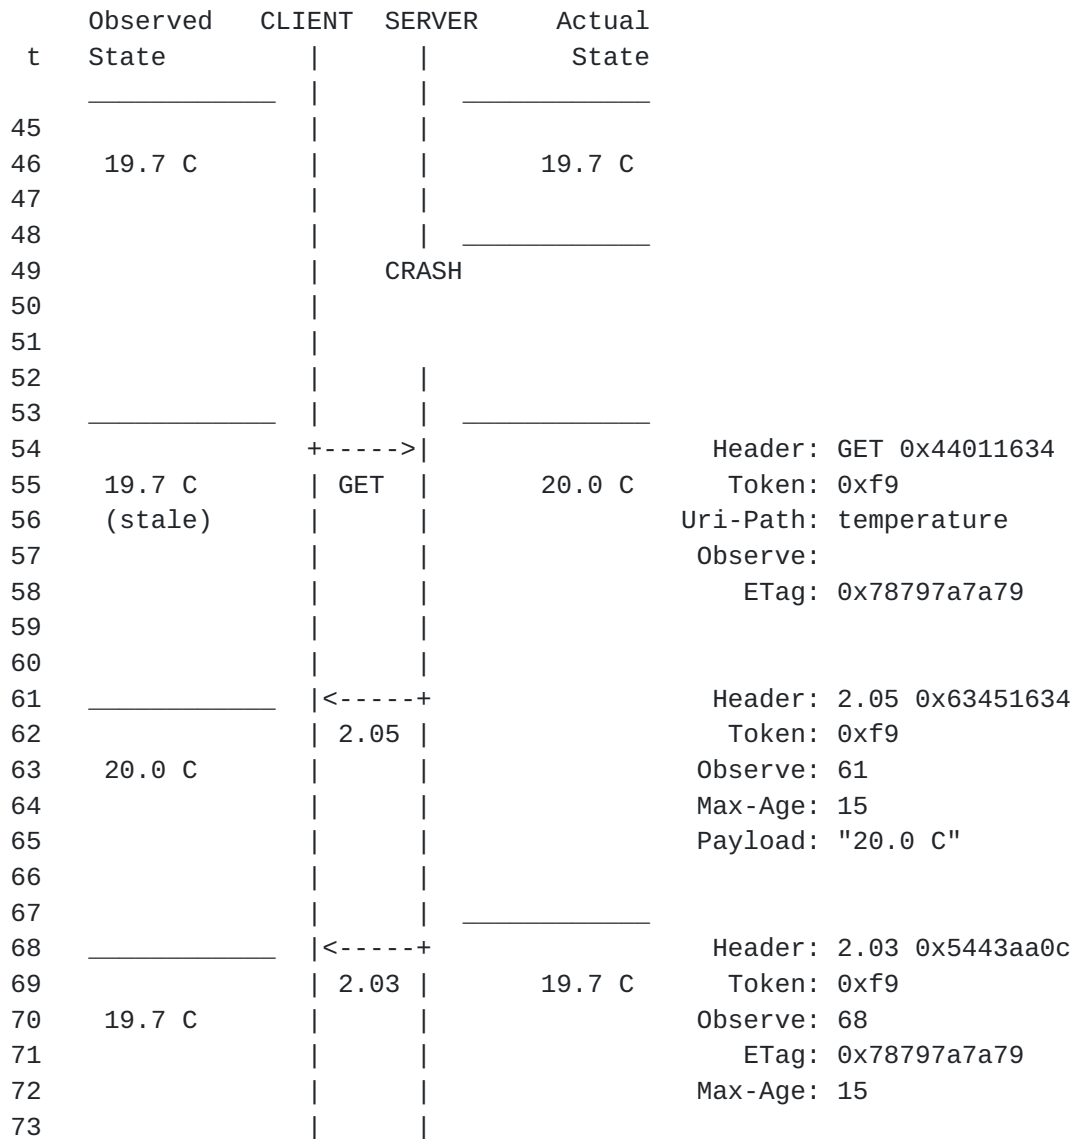 Observed   CLIENT  SERVER     Actual
 t   State         |      |         State
     ____________  |      |  ____________
45                 |      |
46    19.7 C       |      |       19.7 C
47                 |      |
48                 |      |  ____________
49                 |    CRASH
50                 |
51                 |
52                 |      |
53   ____________  |      |  ____________
54                 +----->|                  Header: GET 0x44011634
55    19.7 C       | GET  |       20.0 C      Token: 0xf9
56    (stale)      |      |                Uri-Path: temperature
57                 |      |                 Observe:
58                 |      |                    ETag: 0x78797a7a79
59                 |      |
60                 |      |
61   ____________  |<-----+                  Header: 2.05 0x63451634
62                 | 2.05 |                   Token: 0xf9
63    20.0 C       |      |                 Observe: 61
64                 |      |                 Max-Age: 15
65                 |      |                 Payload: "20.0 C"
66                 |      |
67                 |      |  ____________
68   ____________  |<-----+                  Header: 2.03 0x5443aa0c
69                 | 2.03 |       19.7 C      Token: 0xf9
70    19.7 C       |      |                 Observe: 68
71                 |      |                    ETag: 0x78797a7a79
72                 |      |                 Max-Age: 15
73                 |      |